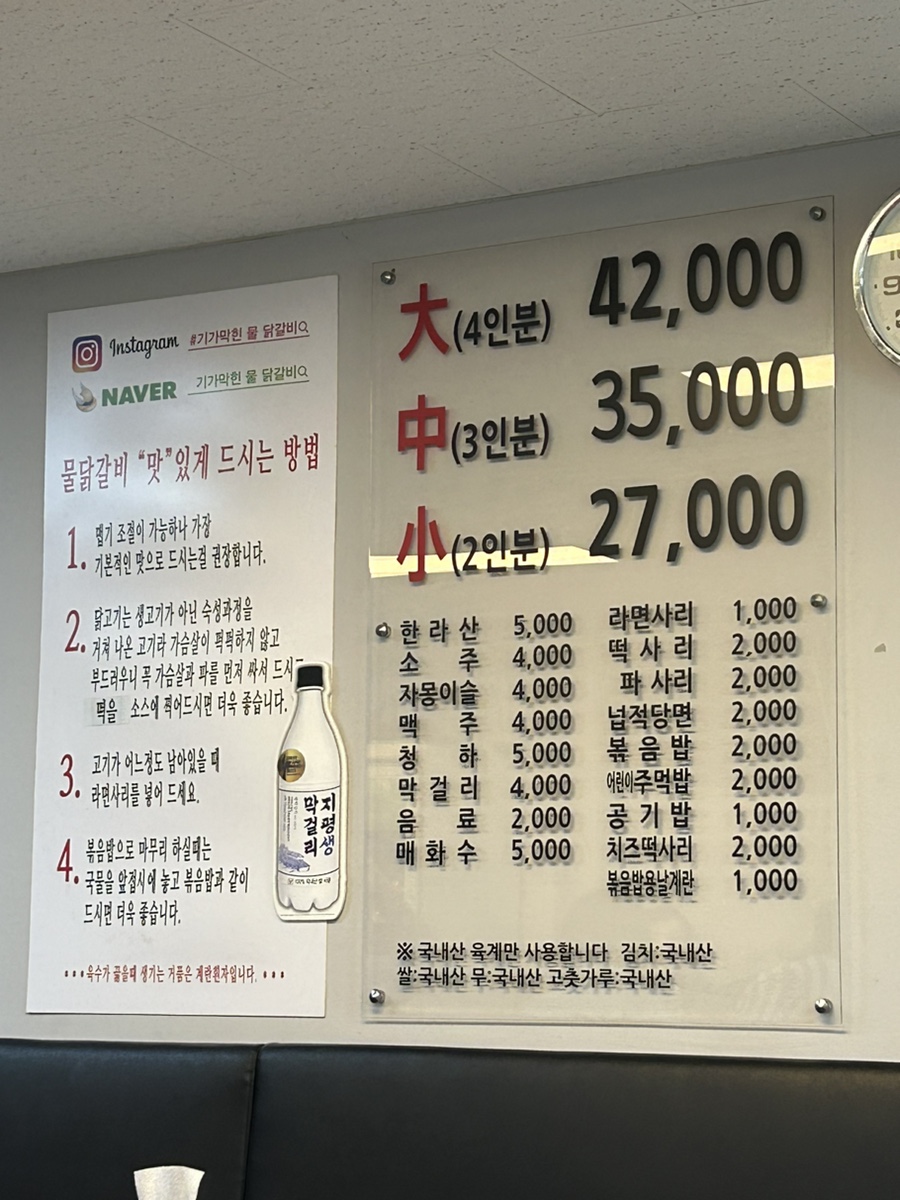 Instagram #기가막힌 물 닭갈비
NAVER 기가막힌 물 닭갈비
물닭갈비 "맛"있게 드시는 방법
1. 맵기 조절이 가능하나 가장
기본적인 맛으로 드시는걸 권장합니다.
2. 닭고기는 생고기가 아닌 숙성과정을
거쳐 나온 고기라 가슴살이 퍽퍽하지 않고
부드러우니 꼭 가슴살과 파를 먼저 싸서 드시
떡을 소스에 찍어드시면 더욱 좋습니다.
3. 고기가 어느정도 남아있을 때
라면사리를 넣어 드세요.
4. 볶음밥으로 마무리 하실때는
국물을 앞접시에 놓고 볶음밥과 같이
드시면 더욱 좋습니다.
•••육수가 끓을때 생기는 거품은 계란흰자입니다.•••
지평생
막걸리
大(4인분) 42,000
中(3인분) 35,000
小(2인분) 27,000
한라산 5,000
소주 4,000
자몽이슬 4,000
맥주 4,000
청하 5,000
막걸리 4,000
음료 2,000
매화수 5,000
라면사리 1,000
떡사리 2,000
파사리 2,000
넙적당면 2,000
볶음밥 2,000
어린이주먹밥 2,000
공기밥 1,000
치즈떡사리 2,000
볶음밥용날계란 1,000
※ 국내산 육계만 사용합니다 김치:국내산
쌀:국내산 무:국내산 고춧가루:국내산